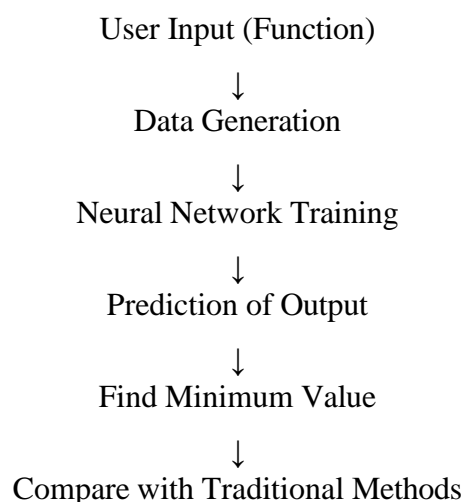 User Input (Function)
↓
Data Generation
↓
Neural Network Training
↓
Prediction of Output
↓
Find Minimum Value
↓
Compare with Traditional Methods